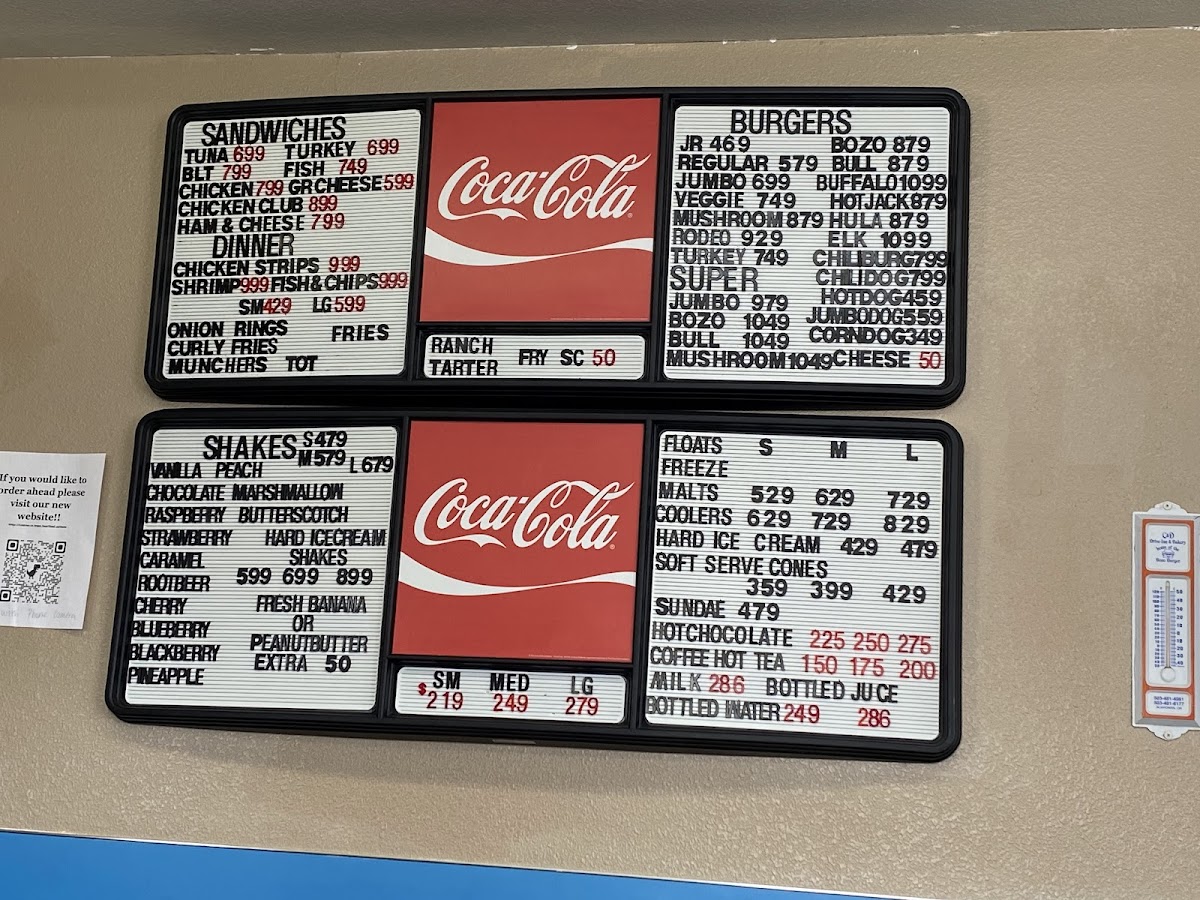 SANDWICHES
TUNA 699 TURKEY 699
BLT 799 FISH 749
CHICKEN 799 GR CHEESE 599
CHICKEN CLUB 899
HAM & CHEESE 799
DINNER
CHICKEN STRIPS 999
SHRIMP 999 FISH & CHIPS 999
SM 429 LG 599
ONION RINGS FRIES
CURLY FRIES
MUNCHERS TOT
Coca-Cola
RANCH
TARTER
FRY SC 50
BURGERS
JR 469 BOZO 879
REGULAR 579 BULL 879
JUMBO 699 BUFFALO 1099
VEGGIE 749 HOTJACK 879
MUSHROOM 879 HULA 879
RODEO 929 ELK 1099
TURKEY 749 CHILIBURG 799
SUPER CHILIDOG 799
JUMBO 979 HOTDOG 459
BOZO 1049 JUMBODOG 559
BULL 1049 CORNDOG 349
MUSHROOM 1049 CHEESE 50
SHAKES S 479
M 579 L 679
VANILLA PEACH
CHOCOLATE MARSHMALLOW
RASPBERRY BUTTERSCOTCH
STRAWBERRY HARD ICECREAM
CARAMEL SHAKES
ROOTBEER 599 699 899
CHERRY FRESH BANANA
BLUEBERRY OR
BLACKBERRY PEANUTBUTTER
PINEAPPLE EXTRA 50
Coca-Cola
SM MED LG
$219 249 279
FLOATS S M L
FREEZE
MALTS 529 629 729
COOLERS 629 729 829
HARD ICE CREAM 429 479
SOFT SERVE CONES
359 399 429
SUNDAE 479
HOTCHOCOLATE 225 250 275
COFFEE HOT TEA 150 175 200
MILK 286 BOTTLED JUCE
BOTTLED WATER 249 286
If you would like to
order ahead please
visit our new
website!!
C&D
Drive-Inn & Bakery
Home of the
Bozo Burger